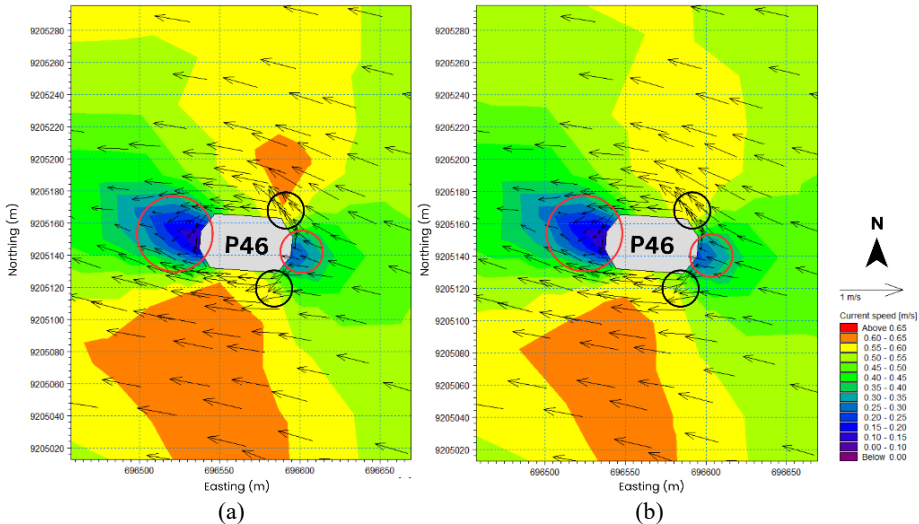 9205280
9205260
9205240
9205220
9205200
9205180
9205160
9205140
9205120
9205100
9205080
9205060
9205040
9205020
Northing (m)
P46
696500
696550
696600
696650
Easting (m)
(a)
9205280
9205260
9205240
9205220
9205200
9205180
9205160
9205140
9205120
9205100
9205080
9205060
9205040
9205020
P46
696500
696550
696600
696650
Easting (m)
(b)
N
1 m/s
Current speed [m/s]
Above 0.65
0.60 - 0.65
0.55 - 0.60
0.50 - 0.55
0.45 - 0.50
0.40 - 0.45
0.35 - 0.40
0.30 - 0.35
0.25 - 0.30
0.20 - 0.25
0.15 - 0.20
0.10 - 0.15
0.00 - 0.10
Below 0.00